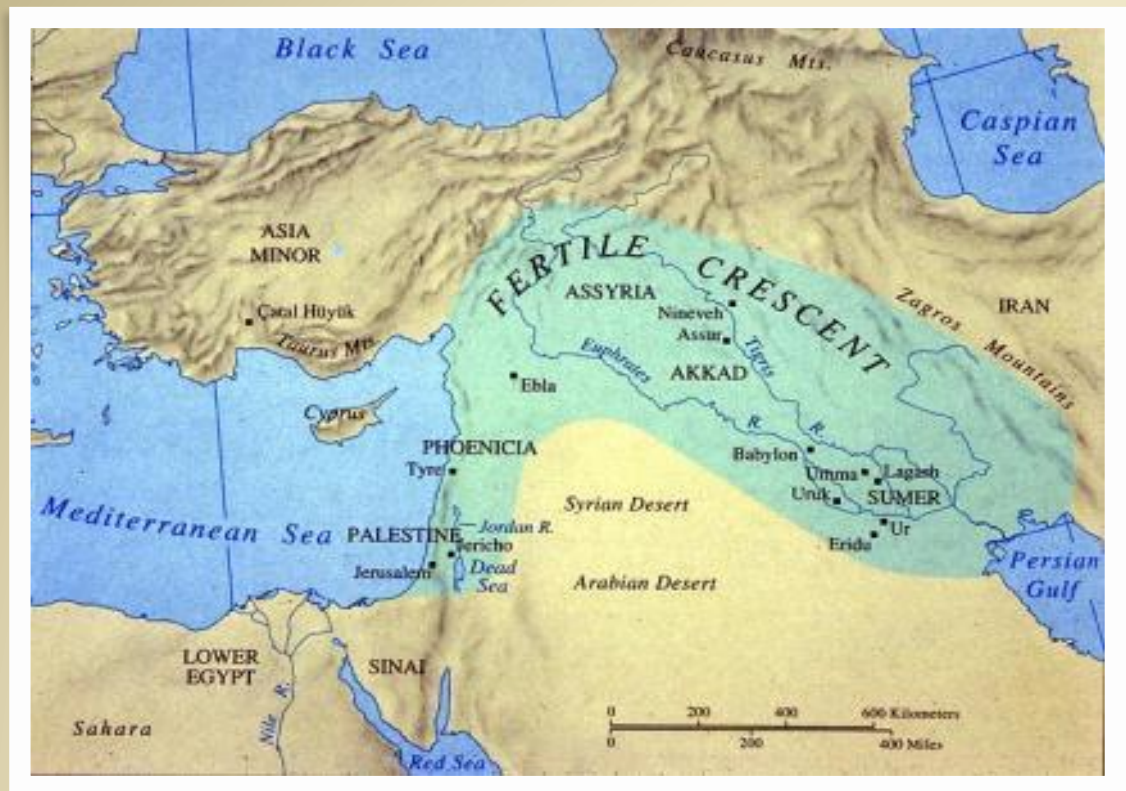 Black Sea
Caucasus Mts.
Caspian
Sea
ASIA
MINOR
FERTILE CRESCENT
ASSYRIA
Zagros Mountains
IRAN
Çatal Hüyük
Nineveh
Taurus Mts.
Assur
Tigris R.
Euphrates R.
AKKAD
Ebla
Cyprus
PHOENICIA
Tyre
Babylon
Umma
Lagash
Uruk
SUMER
Syrian Desert
Mediterranean Sea
PALESTINE
Jordan R.
Jericho
Ur
Eridu
Jerusalem
Dead
Sea
Arabian Desert
Persian
Gulf
LOWER
EGYPT
SINAI
Nile R.
Sahara
Red Sea
0 200 400 600 Kilometers
0 200 400 Miles